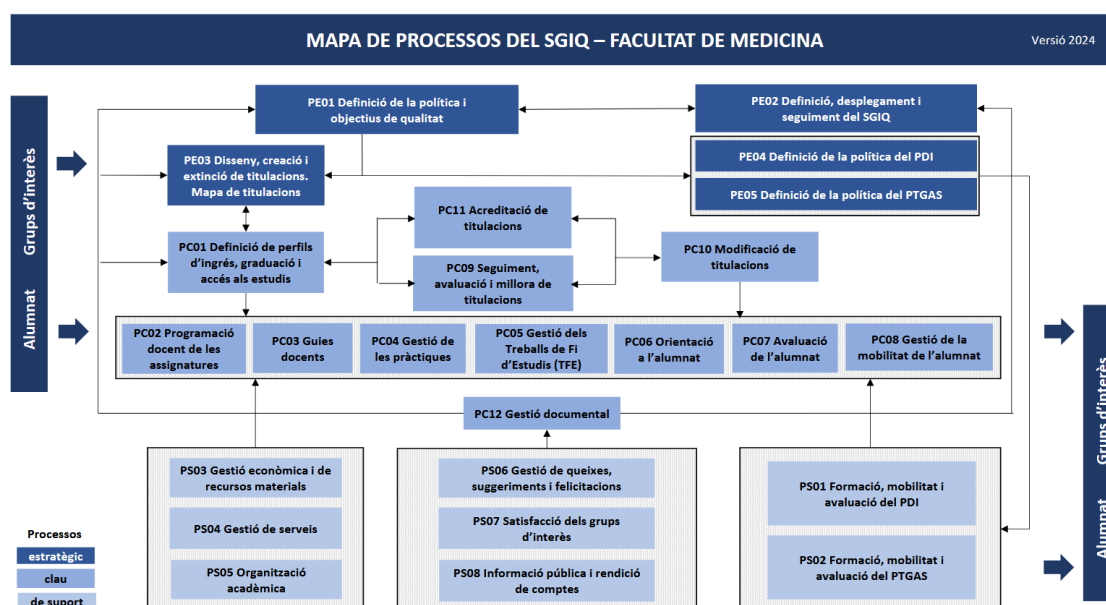 MAPA DE PROCESSOS DEL SGIQ – FACULTAT DE MEDICINA
Versió 2024
Grups d'interès
Alumnat
PE01 Definició de la política i
objectius de qualitat
PE02 Definició, desplegament i
seguiment del SGIQ
PE03 Disseny, creació i
extinció de titulacions.
Mapa de titulacions
PE04 Definició de la política del PDI
PE05 Definició de la política del PTGAS
PC11 Acreditació de
titulacions
PC01 Definició de perfils
d'ingrés, graduació i
accés als estudis
PC09 Seguiment,
avaluació i millora de
titulacions
PC10 Modificació de
titulacions
PC02 Programació
docent de les
assignatures
PC03 Guies
docents
PC04 Gestió de
les pràctiques
PC05 Gestió dels
Treballs de Fi
d'Estudis (TFE)
PC06 Orientació
a l'alumnat
PC07 Avaluació
de l'alumnat
PC08 Gestió de la
mobilitat de l'alumnat
PC12 Gestió documental
PS03 Gestió econòmica i de
recursos materials
PS04 Gestió de serveis
PS05 Organització
acadèmica
PS06 Gestió de queixes,
suggeriments i felicitacions
PS07 Satisfacció dels grups
d'interès
PS08 Informació pública i rendició
de comptes
PS01 Formació, mobilitat i
avaluació del PDI
PS02 Formació, mobilitat i
avaluació del PTGAS
Grups d'interès
Alumnat
Processos
estratègic
clau
de suport